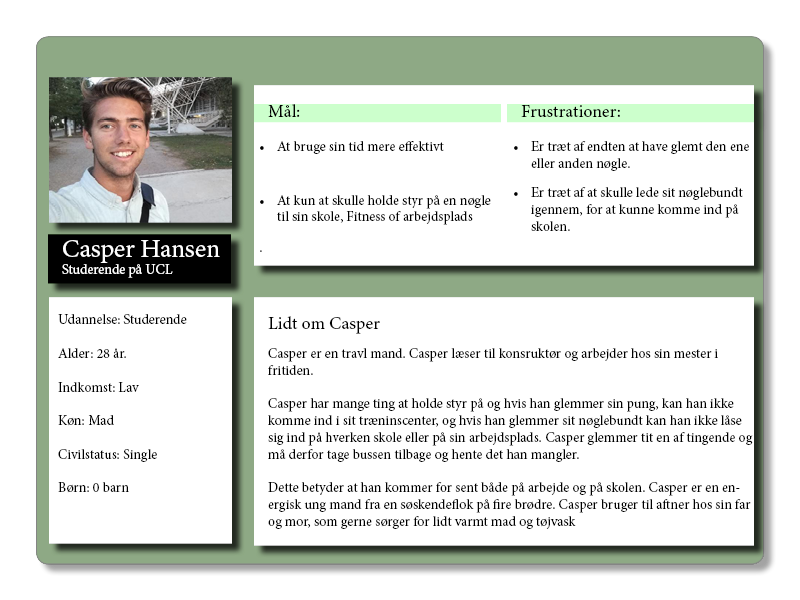 Casper Hansen
Studerende på UCL
Udannelse: Studerende
Alder: 28 år.
Indkomst: Lav
Køn: Mad
Civilstatus: Single
Børn: 0 barn
Mål:
• At bruge sin tid mere effektivt
• At kun at skulle holde styr på en nøgle
til sin skole, Fitness of arbejdsplads
.
Frustrationer:
• Er træt af endten at have glemt den ene
eller anden nøgle.
• Er træt af at skulle lede sit nøglebundt
igennem, for at kunne komme ind på
skolen.
Lidt om Casper
Casper er en travl mand. Casper læser til konsruktør og arbejder hos sin mester i
fritiden.
Casper har mange ting at holde styr på og hvis han glemmer sin pung, kan han ikke
komme ind i sit træninscenter, og hvis han glemmer sit nøglebundt kan han ikke låse
sig ind på hverken skole eller på sin arbejdsplads. Casper glemmer tit en af tingende og
må derfor tage bussen tilbage og hente det han mangler.
Dette betyder at han kommer for sent både på arbejde og på skolen. Casper er en en-
ergisk ung mand fra en søskendeflok på fire brødre. Casper bruger til aftner hos sin far
og mor, som gerne sørger for lidt varmt mad og tøjvask